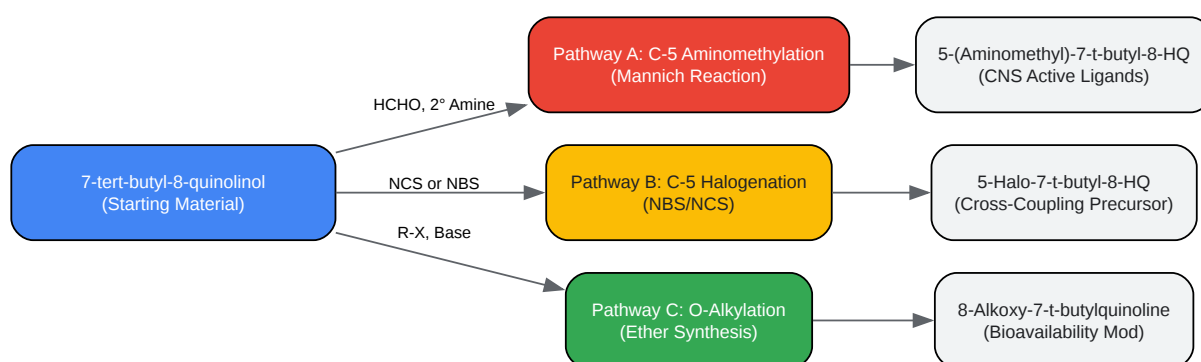 Pathway A: C-5 Aminomethylation
(Mannich Reaction)
5-(Aminomethyl)-7-t-butyl-8-HQ
(CNS Active Ligands)
HCHO, 2° Amine
7-tert-butyl-8-quinolinol
(Starting Material)
NCS or NBS
Pathway B: C-5 Halogenation
(NBS/NCS)
5-Halo-7-t-butyl-8-HQ
(Cross-Coupling Precursor)
R-X, Base
Pathway C: O-Alkylation
(Ether Synthesis)
8-Alkoxy-7-t-butylquinoline
(Bioavailability Mod)